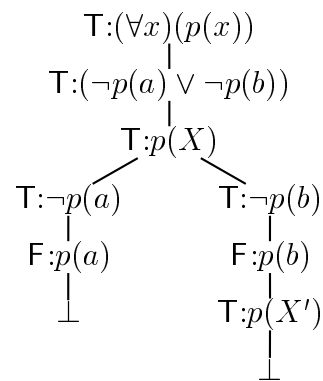 T:(∀x)(p(x))
T:(¬p(a) ∨ ¬p(b))
T:p(X)
T:¬p(a) T:¬p(b)
F:p(a) F:p(b)
⊥ T:p(X′)
⊥